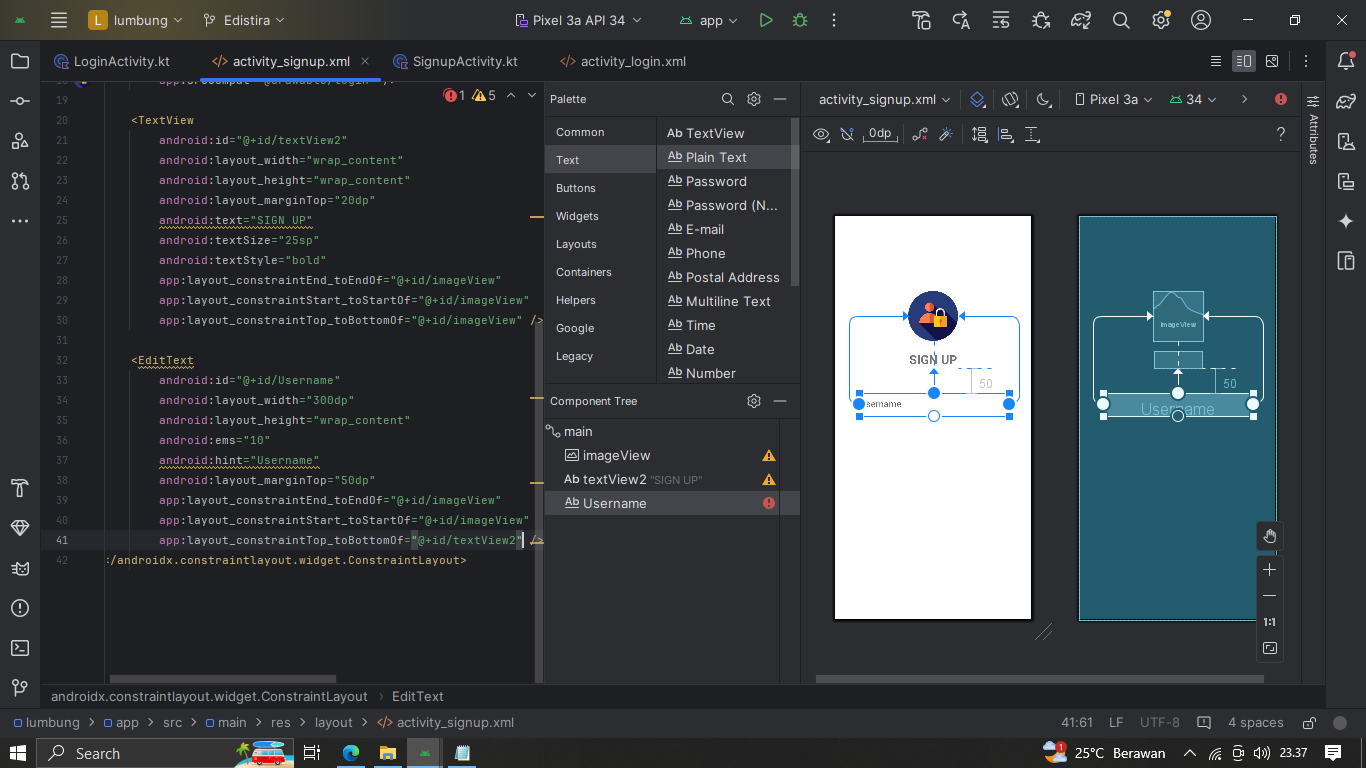 L lumbung Edistira Pixel 3a API 34 app
LoginActivity.kt activity_signup.xml SignupActivity.kt activity_login.xml
1 5
19
20 <TextView
21 android:id="@+id/textView2"
22 android:layout_width="wrap_content"
23 android:layout_height="wrap_content"
24 android:layout_marginTop="20dp"
25 android:text="SIGN UP"
26 android:textSize="25sp"
27 android:textStyle="bold"
28 app:layout_constraintEnd_toEndOf="@+id/imageView"
29 app:layout_constraintStart_toStartOf="@+id/imageView"
30 app:layout_constraintTop_toBottomOf="@+id/imageView" />
31
32 <EditText
33 android:id="@+id/Username"
34 android:layout_width="300dp"
35 android:layout_height="wrap_content"
36 android:ems="10"
37 android:hint="Username"
38 android:layout_marginTop="50dp"
39 app:layout_constraintEnd_toEndOf="@+id/imageView"
40 app:layout_constraintStart_toStartOf="@+id/imageView"
41 app:layout_constraintTop_toBottomOf="@+id/textView2" />
42 :/androidx.constraintlayout.widget.ConstraintLayout>
Palette
Common
Text
Buttons
Widgets
Layouts
Containers
Helpers
Google
Legacy
Ab TextView
Ab Plain Text
Ab Password
Ab Password (N...
Ab E-mail
Ab Phone
Ab Postal Address
Ab Multiline Text
Ab Time
Ab Date
Ab Number
Component Tree
main
imageView
Ab textView2 "SIGN UP"
Ab Username
activity_signup.xml Pixel 3a 34
0dp ?
Attributes
SIGN UP
50
sername
ImageView
50
Username
1:1
androidx.constraintlayout.widget.ConstraintLayout > EditText
lumbung > app > src > main > res > layout > activity_signup.xml 41:61 LF UTF-8 4 spaces
Search 1 25°C Berawan 23.37